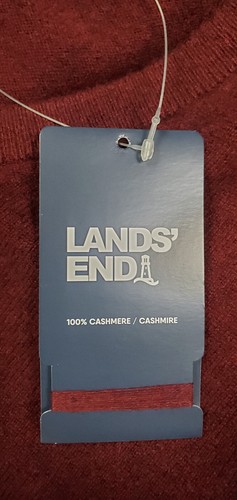 LANDS'
END
100% CASHMERE / CASHMIRE